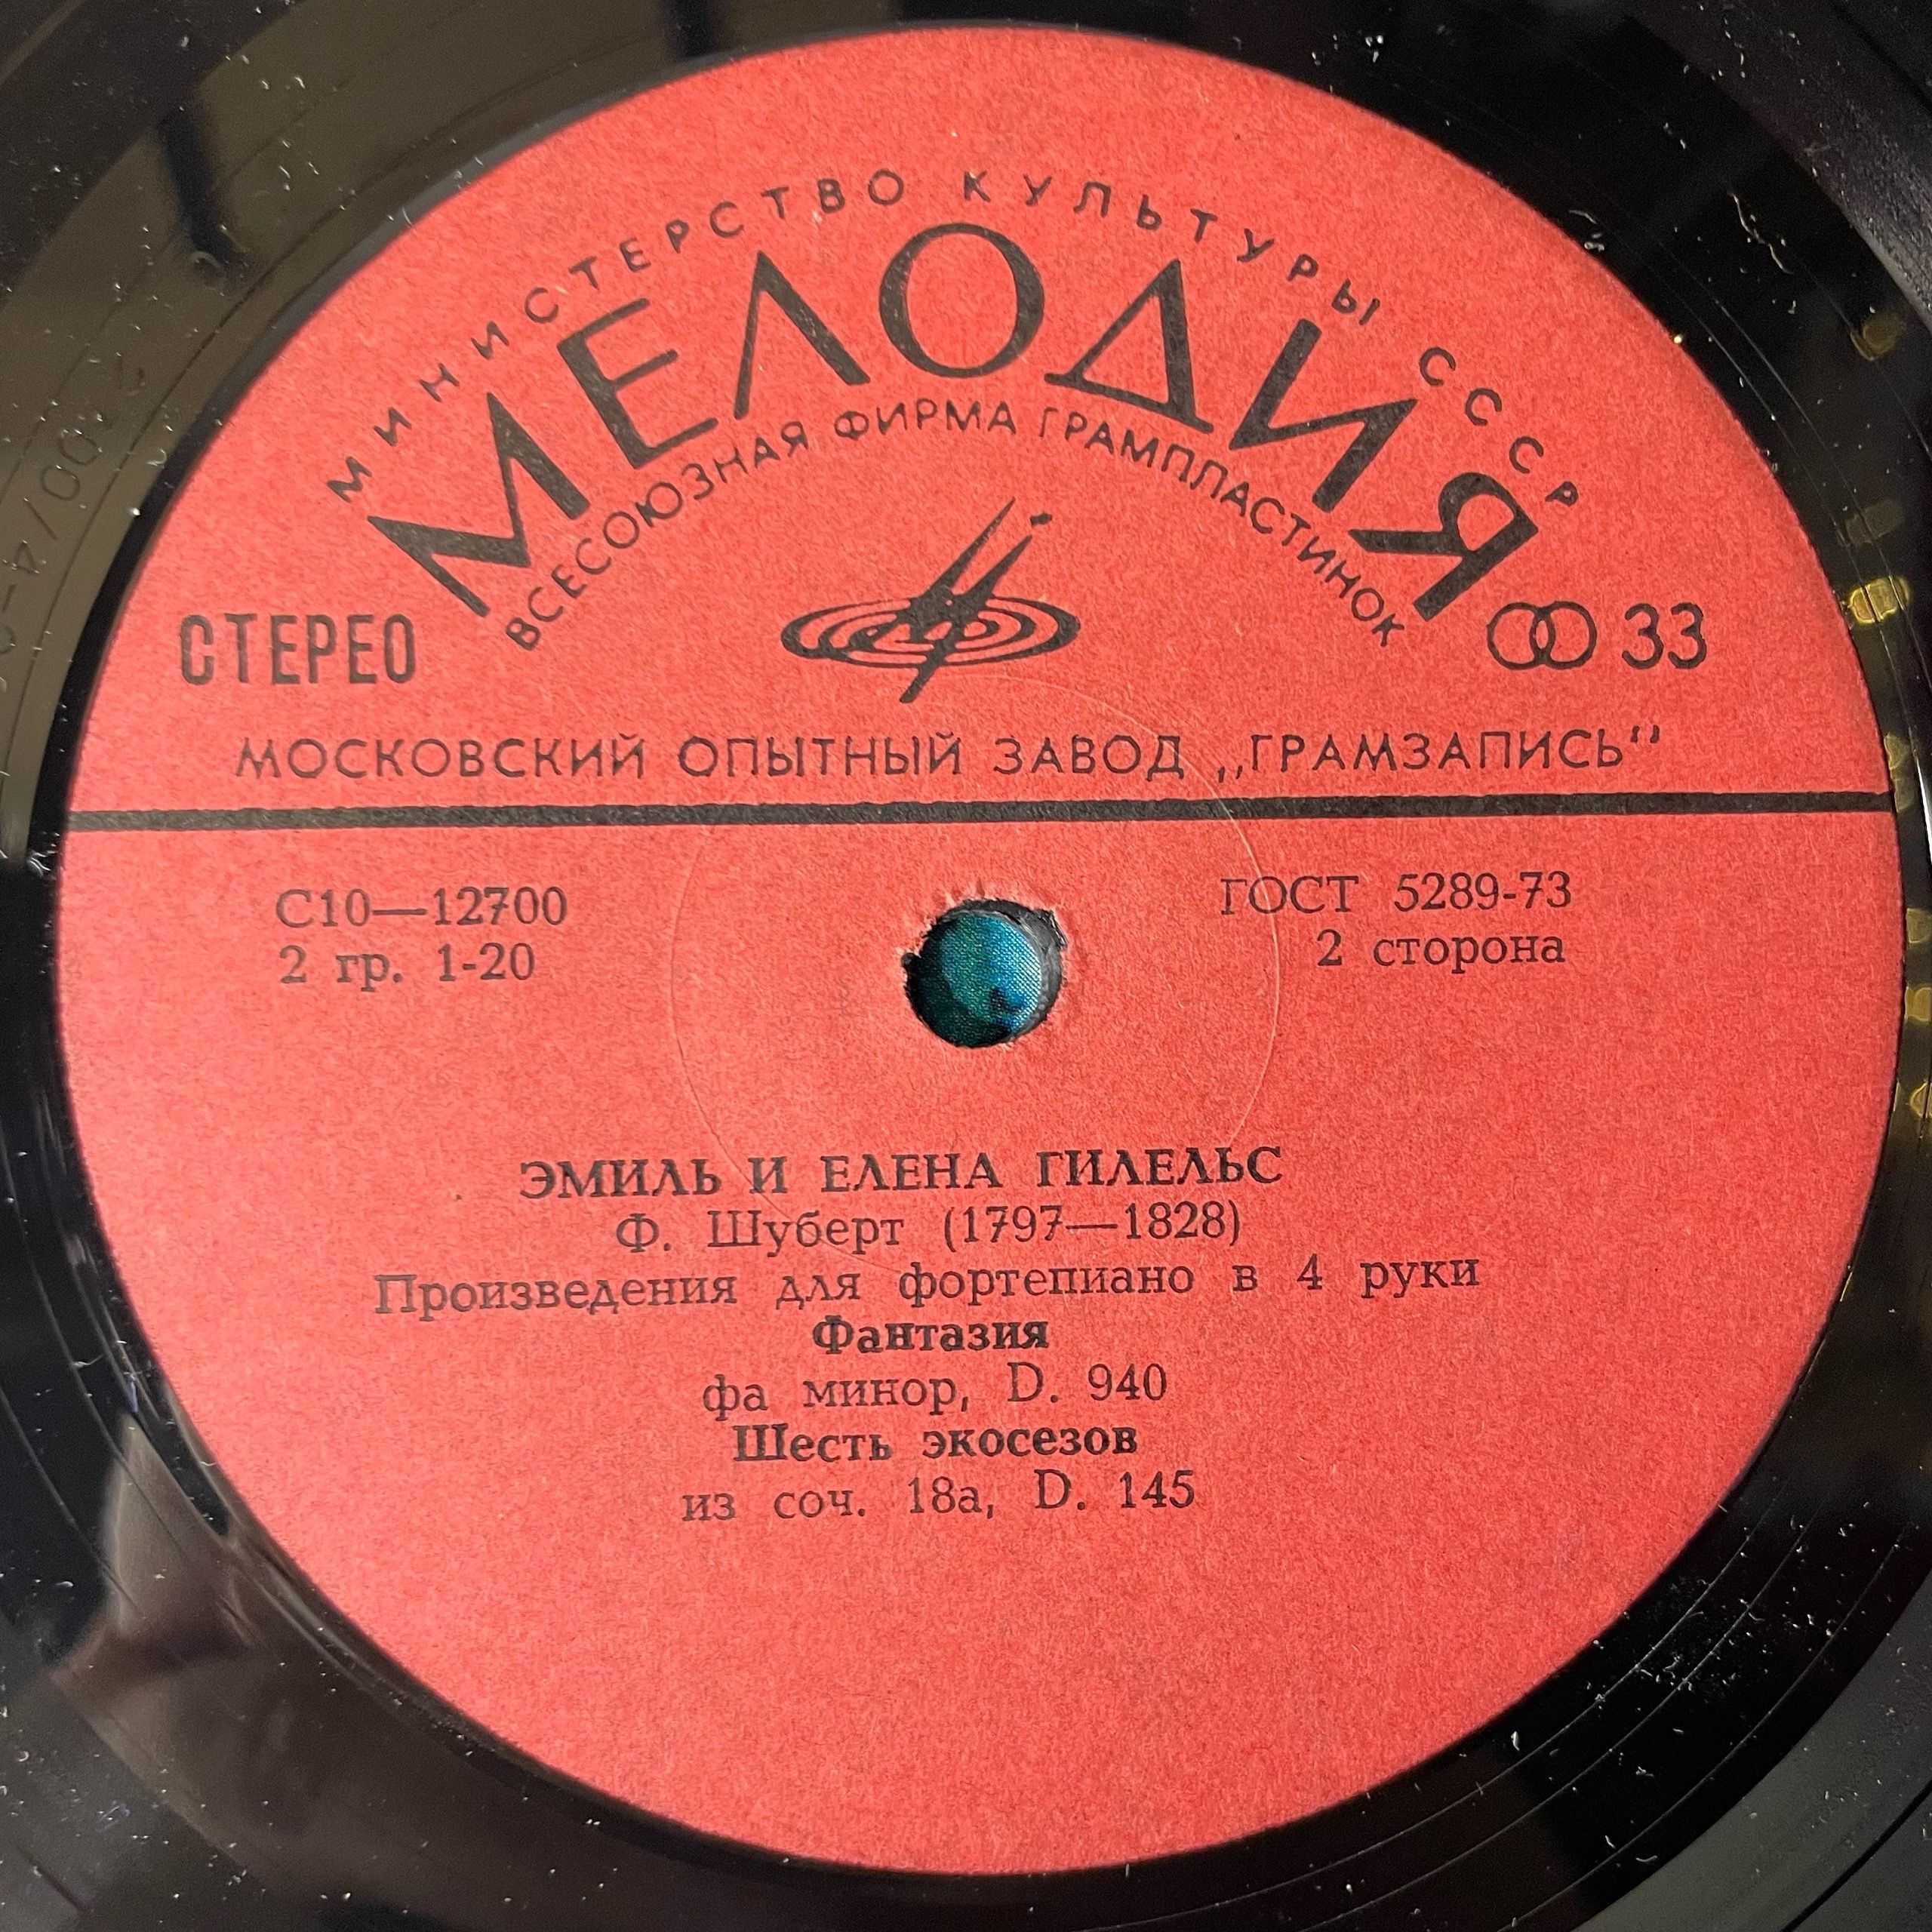 МИНИСТЕРСТВО КУЛЬТУРЫ СССР
МЕЛОДИЯ
ВСЕСОЮЗНАЯ ФИРМА ГРАМПЛАСТИНОК
СТЕРЕО
33
МОСКОВСКИЙ ОПЫТНЫЙ ЗАВОД „ГРАМЗАПИСЬ“
С10—12700
ГОСТ 5289-73
2 гр. 1-20
2 сторона
ЭМИЛЬ И ЕЛЕНА ГИЛЕЛЬС
Ф. Шуберт (1797—1828)
Произведения для фортепиано в 4 руки
Фантазия
фа минор, D. 940
Шесть экосезов
из соч. 18а, D. 145